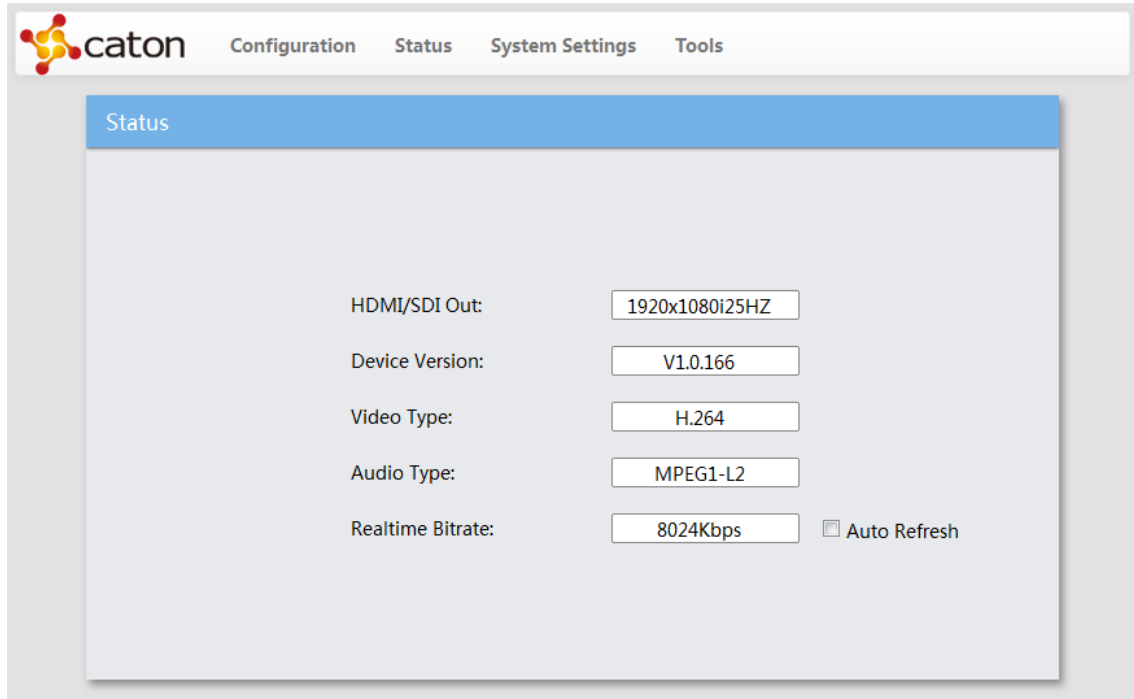 caton Configuration Status System Settings Tools
Status
HDMI/SDI Out: 1920x1080i25HZ
Device Version: V1.0.166
Video Type: H.264
Audio Type: MPEG1-L2
Realtime Bitrate: 8024Kbps Auto Refresh